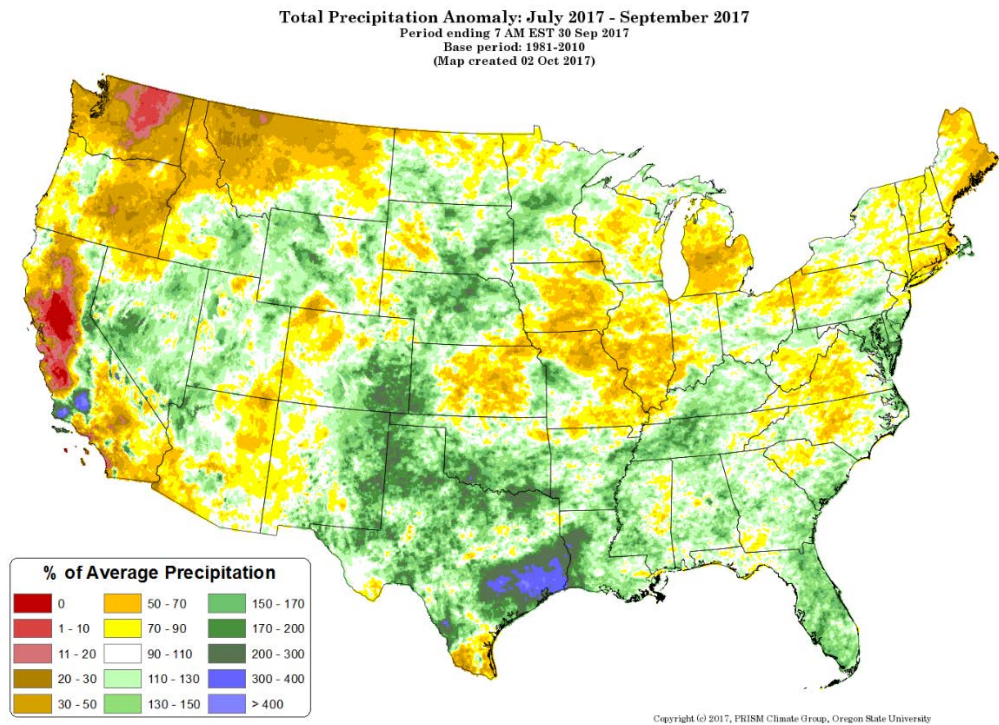 Total Precipitation Anomaly: July 2017 - September 2017
Period ending 7 AM EST 30 Sep 2017
Base period: 1981-2010
(Map created 02 Oct 2017)
% of Average Precipitation
0 50 - 70 150 - 170
1 - 10 70 - 90 170 - 200
11 - 20 90 - 110 200 - 300
20 - 30 110 - 130 300 - 400
30 - 50 130 - 150 > 400
Copyright (c) 2017, PRISM Climate Group, Oregon State University